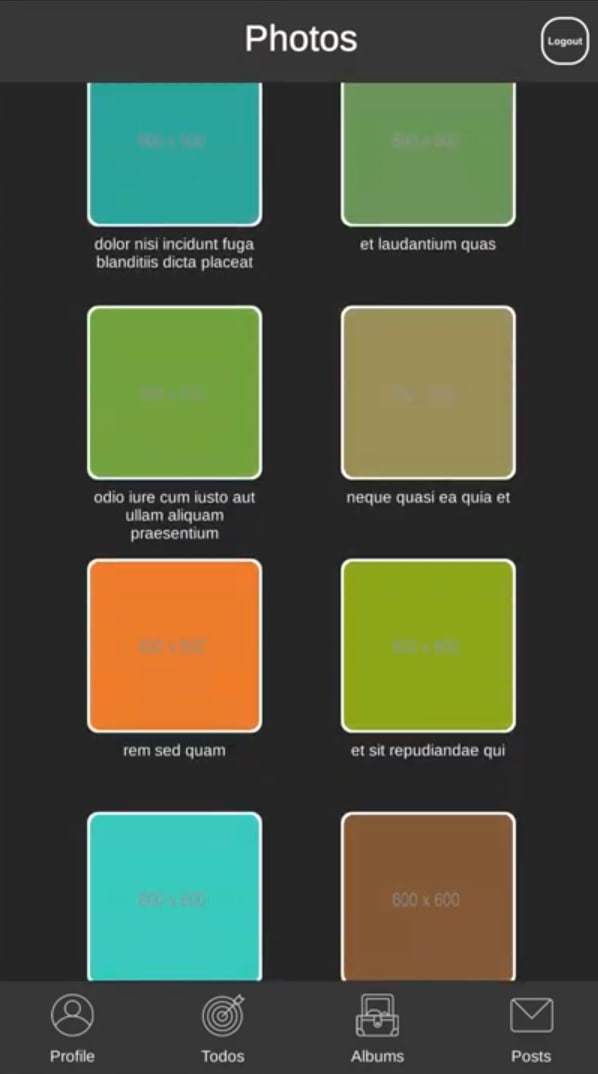 Photos
Logout
600 x 600
600 x 600
dolor nisi incidunt fuga
blanditiis dicta placeat
et laudantium quas
600 x 600
odio iure cum iusto aut
ullam aliquam
praesentium
neque quasi ea quia et
600 x 600
600 x 600
rem sed quam
et sit repudiandae qui
600 x 600
600 x 600
Profile
Todos
Albums
Posts